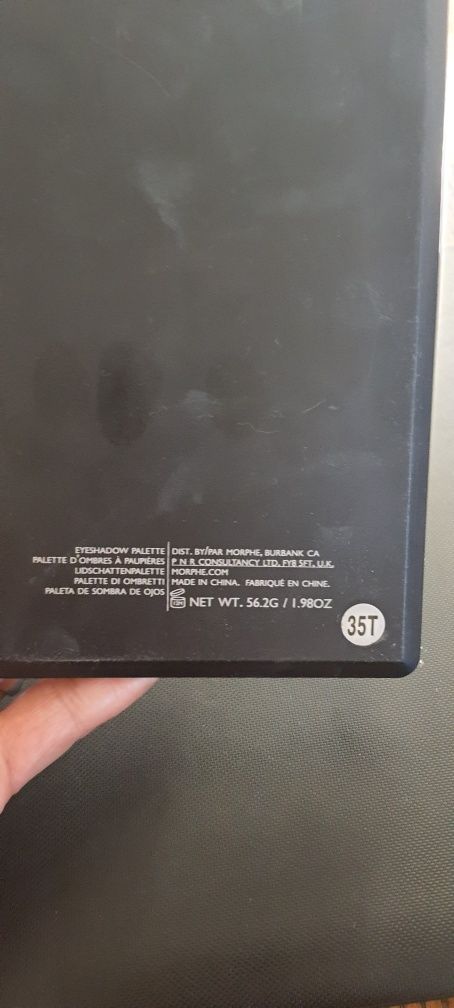 EYESHADOW PALETTE
PALETTE D'OMBRES À PAUPIÈRES
LIDSCHATTENPALETTE
PALETTE DI OMBRETTI
PALETA DE SOMBRA DE OJOS
DIST. BY/PAR MORPHE, BURBANK CA
P N R CONSULTANCY LTD, FY8 5FT, U.K.
MORPHE.COM
MADE IN CHINA. FABRIQUÉ EN CHINE.
12M NET WT. 56.2G / 1.98OZ
35T